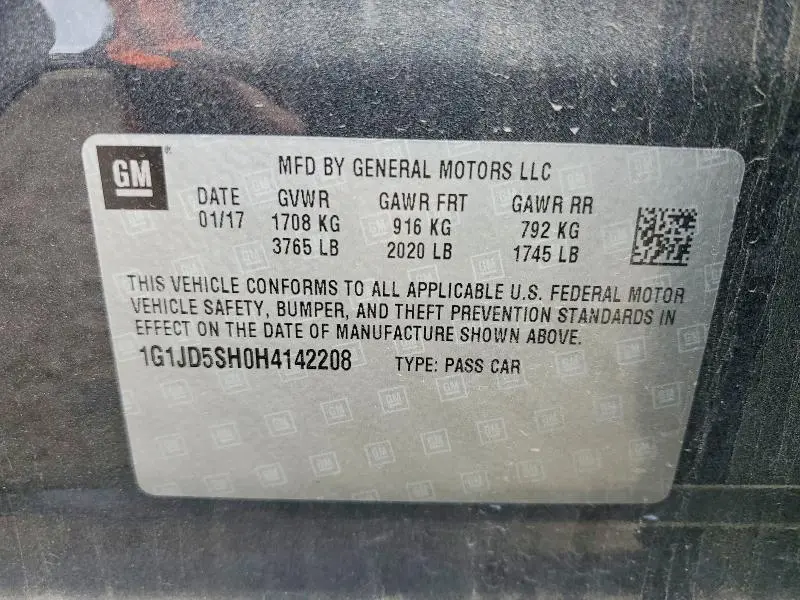 GM
MFD BY GENERAL MOTORS LLC
DATE GVWR GAWR FRT GAWR RR
01/17 1708 KG 916 KG 792 KG
3765 LB 2020 LB 1745 LB
THIS VEHICLE CONFORMS TO ALL APPLICABLE U.S. FEDERAL MOTOR
VEHICLE SAFETY, BUMPER, AND THEFT PREVENTION STANDARDS IN
EFFECT ON THE DATE OF MANUFACTURE SHOWN ABOVE.
1G1JD5SH0H4142208 TYPE: PASS CAR